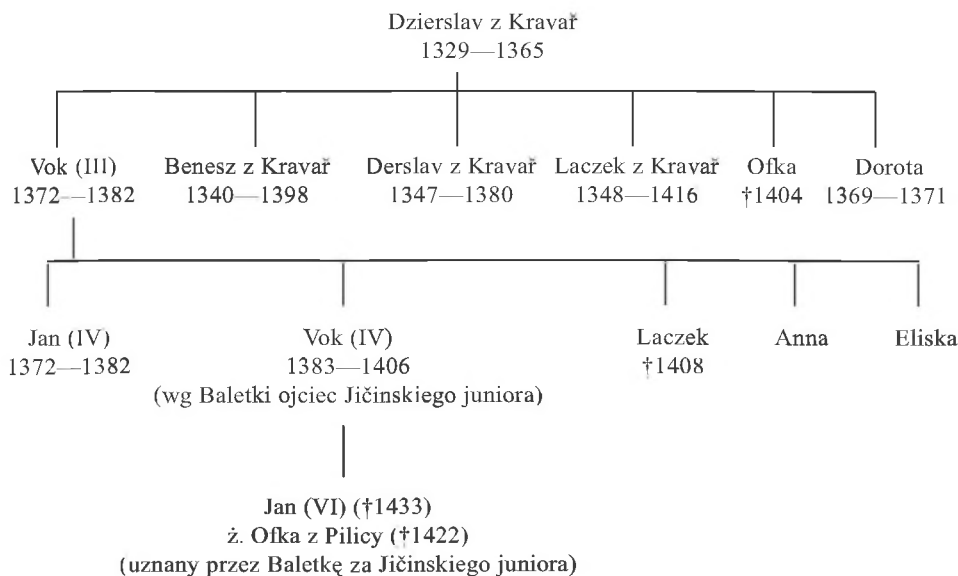 Dzierslav z Kravař
1329—1365
Vok (III) Benesz z Kravař Derslav z Kravař Laczek z Kravař Ofka Dorota
1372—1382 1340—1398 1347—1380 1348—1416 †1404 1369—1371
Jan (IV) Vok (IV) Laczek Anna Eliska
1372—1382 1383—1406 †1408
(wg Baletki ojciec Jičinskiego juniora)
Jan (VI) (†1433)
ż. Ofka z Pilicy (†1422)
(uznany przez Baletkę za Jičinskiego juniora)